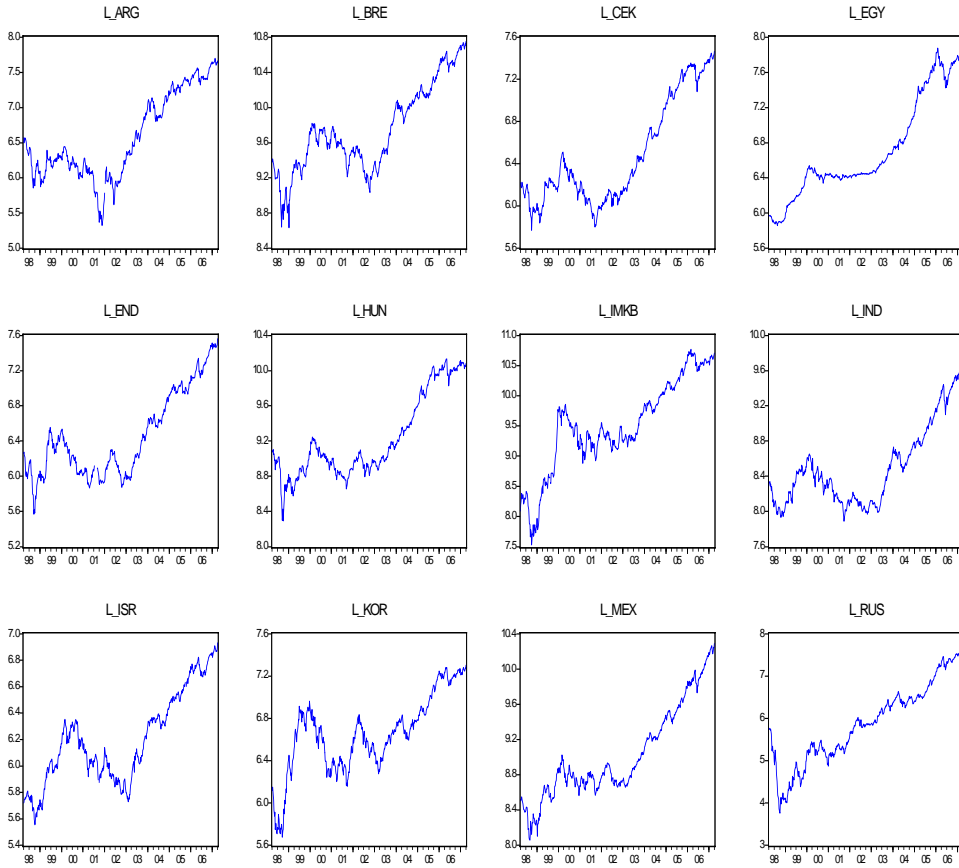 L_ARG L_BRE L_CEK L_EGY
8.0 10.8 7.6 8.0
7.5 10.4 7.2 7.6
7.0 10.0 6.8 7.2
6.5 9.6 6.4 6.8
6.0 9.2 6.0 6.4
5.5 8.8 5.6 6.0
5.0 8.4 5.6
98 99 00 01 02 03 04 05 06 98 99 00 01 02 03 04 05 06 98 99 00 01 02 03 04 05 06 98 99 00 01 02 03 04 05 06
L_END L_HUN L_IMKB L_IND
7.6 10.4 11.0 10.0
7.2 10.0 10.5 9.6
6.8 9.6 10.0 9.2
6.4 9.2 9.5 8.8
6.0 8.8 9.0 8.4
5.6 8.4 8.5 8.0
5.2 8.0 8.0 7.6
7.5
98 99 00 01 02 03 04 05 06 98 99 00 01 02 03 04 05 06 98 99 00 01 02 03 04 05 06 98 99 00 01 02 03 04 05 06
L_ISR L_KOR L_MEX L_RUS
7.0 7.6 10.4 8
6.8 7.2 10.0 7
6.6 6.8 9.6 6
6.4 6.4 9.2 5
6.2 6.0 8.8 4
6.0 5.6 8.4 3
5.8 8.0
5.6
5.4
98 99 00 01 02 03 04 05 06 98 99 00 01 02 03 04 05 06 98 99 00 01 02 03 04 05 06 98 99 00 01 02 03 04 05 06